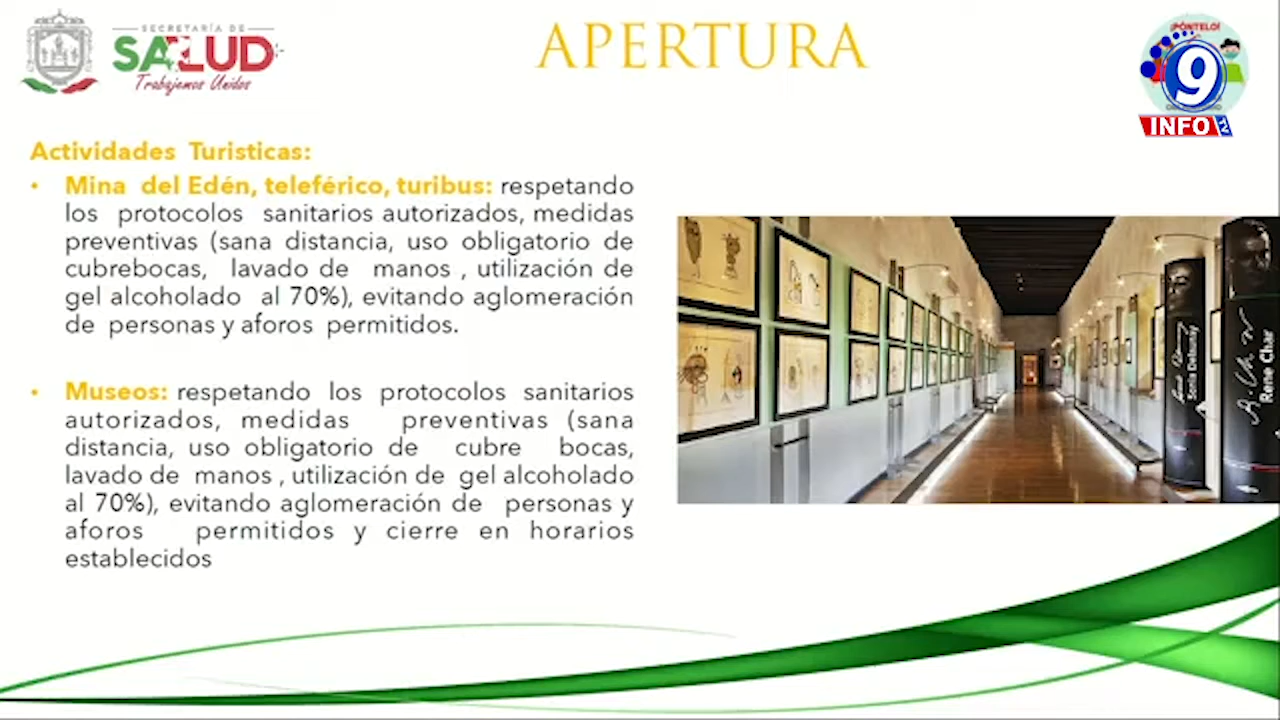 SECRETARÍA DE
SALUD
Trabajemos Unidos
APERTURA
¡PÓNTELO!
9
INFO TV
Actividades Turisticas:
• Mina del Edén, teleférico, turibus: respetando
los protocolos sanitarios autorizados, medidas
preventivas (sana distancia, uso obligatorio de
cubrebocas, lavado de manos , utilización de
gel alcoholado al 70%), evitando aglomeración
de personas y aforos permitidos.
• Museos: respetando los protocolos sanitarios
autorizados, medidas preventivas (sana
distancia, uso obligatorio de cubre bocas,
lavado de manos , utilización de gel alcoholado
al 70%), evitando aglomeración de personas y
aforos permitidos y cierre en horarios
establecidos
Sonia Delaunay
Rene Char